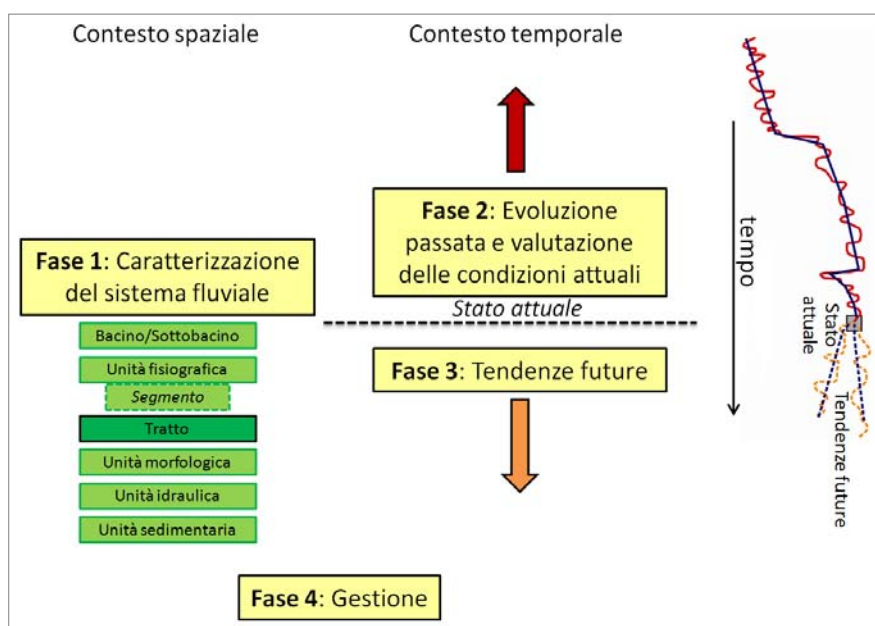 Contesto spaziale
Contesto temporale
Fase 1: Caratterizzazione
del sistema fluviale
Bacino/Sottobacino
Unità fisiografica
Segmento
Tratto
Unità morfologica
Unità idraulica
Unità sedimentaria
Fase 2: Evoluzione
passata e valutazione
delle condizioni attuali
Stato attuale
Fase 3: Tendenze future
Fase 4: Gestione
tempo
Stato
attuale
Tendenze future